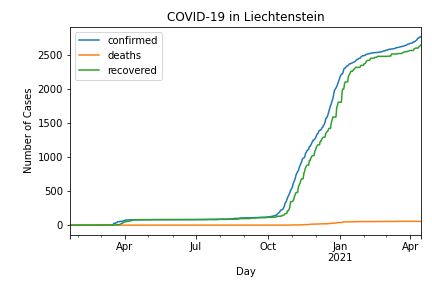 COVID-19 in Liechtenstein
confirmed
deaths
recovered
Number of Cases
2500
2000
1500
1000
500
0
Apr
Jul
Oct
Jan
2021
Apr
Day